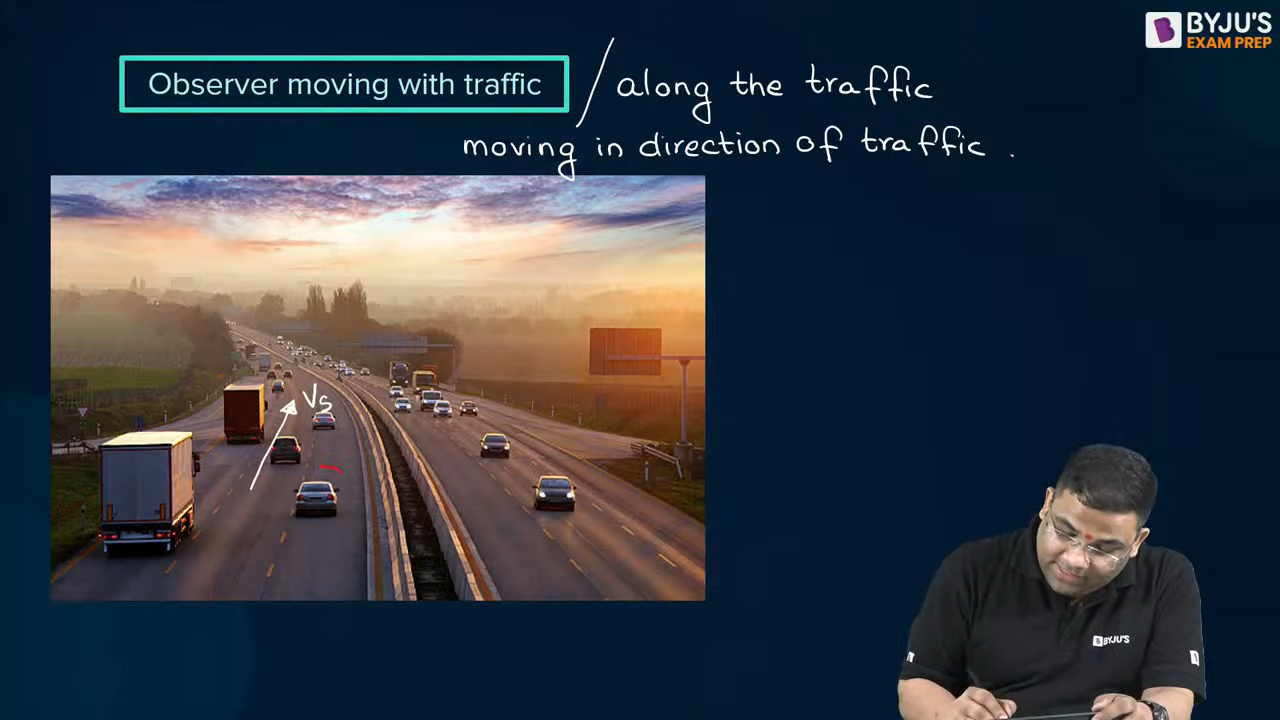 BYJU'S
EXAM PREP
Observer moving with traffic / along the traffic
moving in direction of traffic .
Vs
BYJU'S